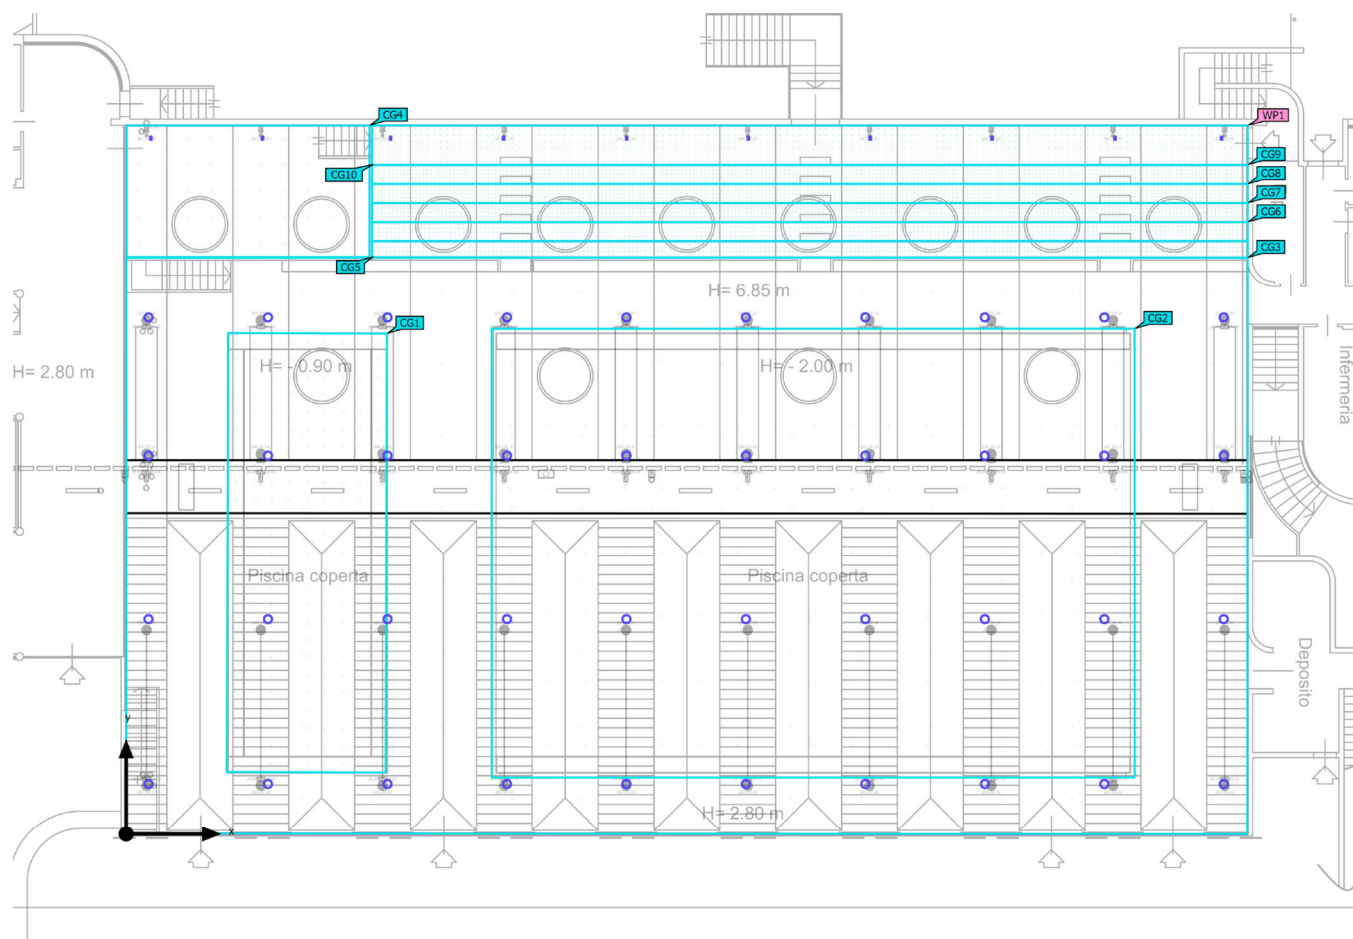 CG4
WP1
CG9
CG10
CG8
CG7
CG6
CG5
CG3
H= 6.85 m
CG1
CG2
H= 2.80 m
H= - 0.90 m
H= - 2.00 m
Infermeria
Piscina coperta
Piscina coperta
Deposito
y
H= 2.80 m
x